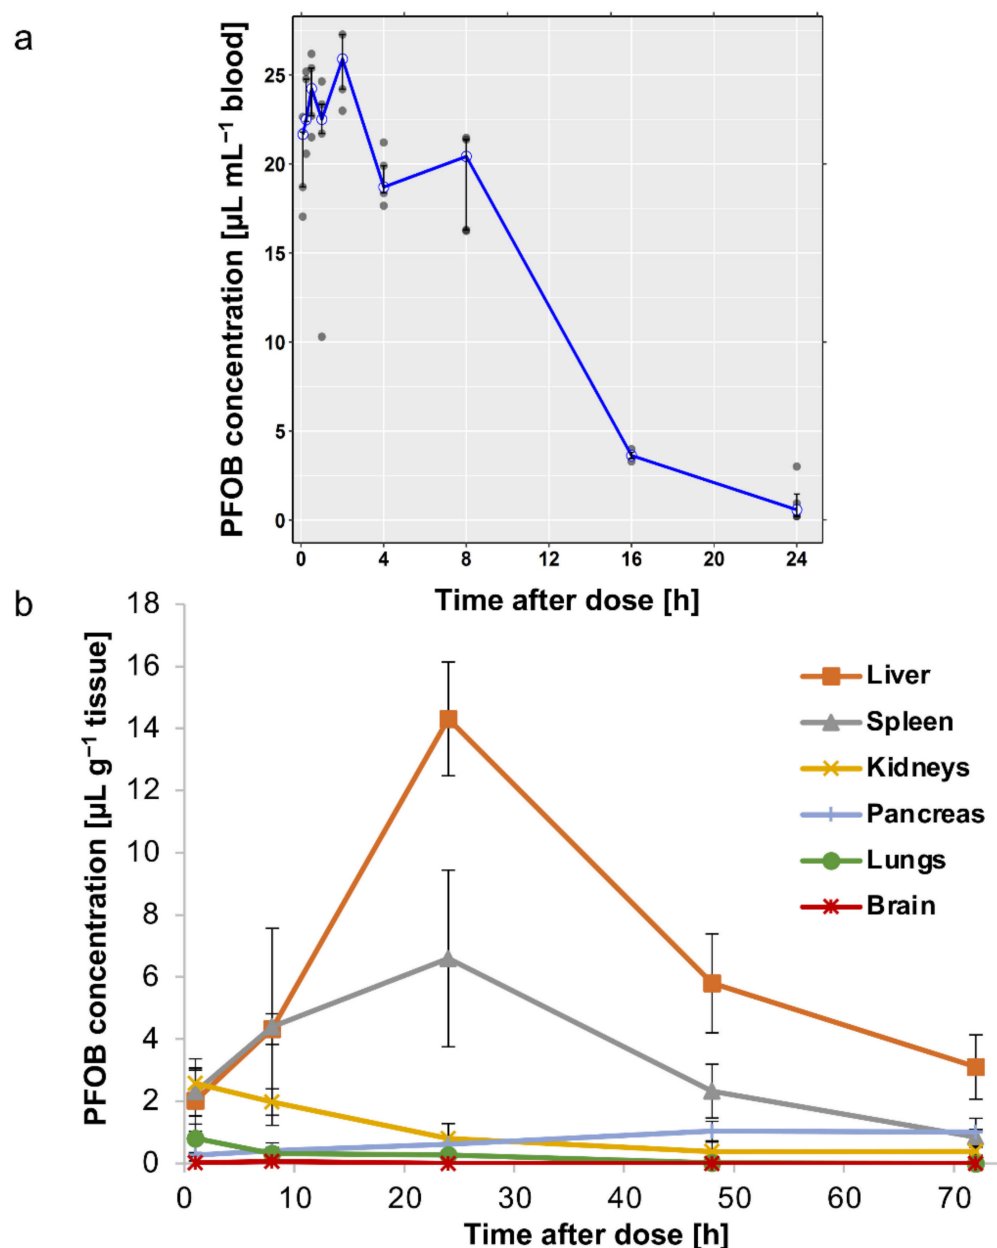 a
PFOB concentration [µL mL⁻¹ blood]
25
20
15
10
5
0
0 4 8 12 16 20 24
Time after dose [h]
b
PFOB concentration [µL g⁻¹ tissue]
18
16
14
12
10
8
6
4
2
0
0 10 20 30 40 50 60 70
Time after dose [h]
Liver
Spleen
Kidneys
Pancreas
Lungs
Brain